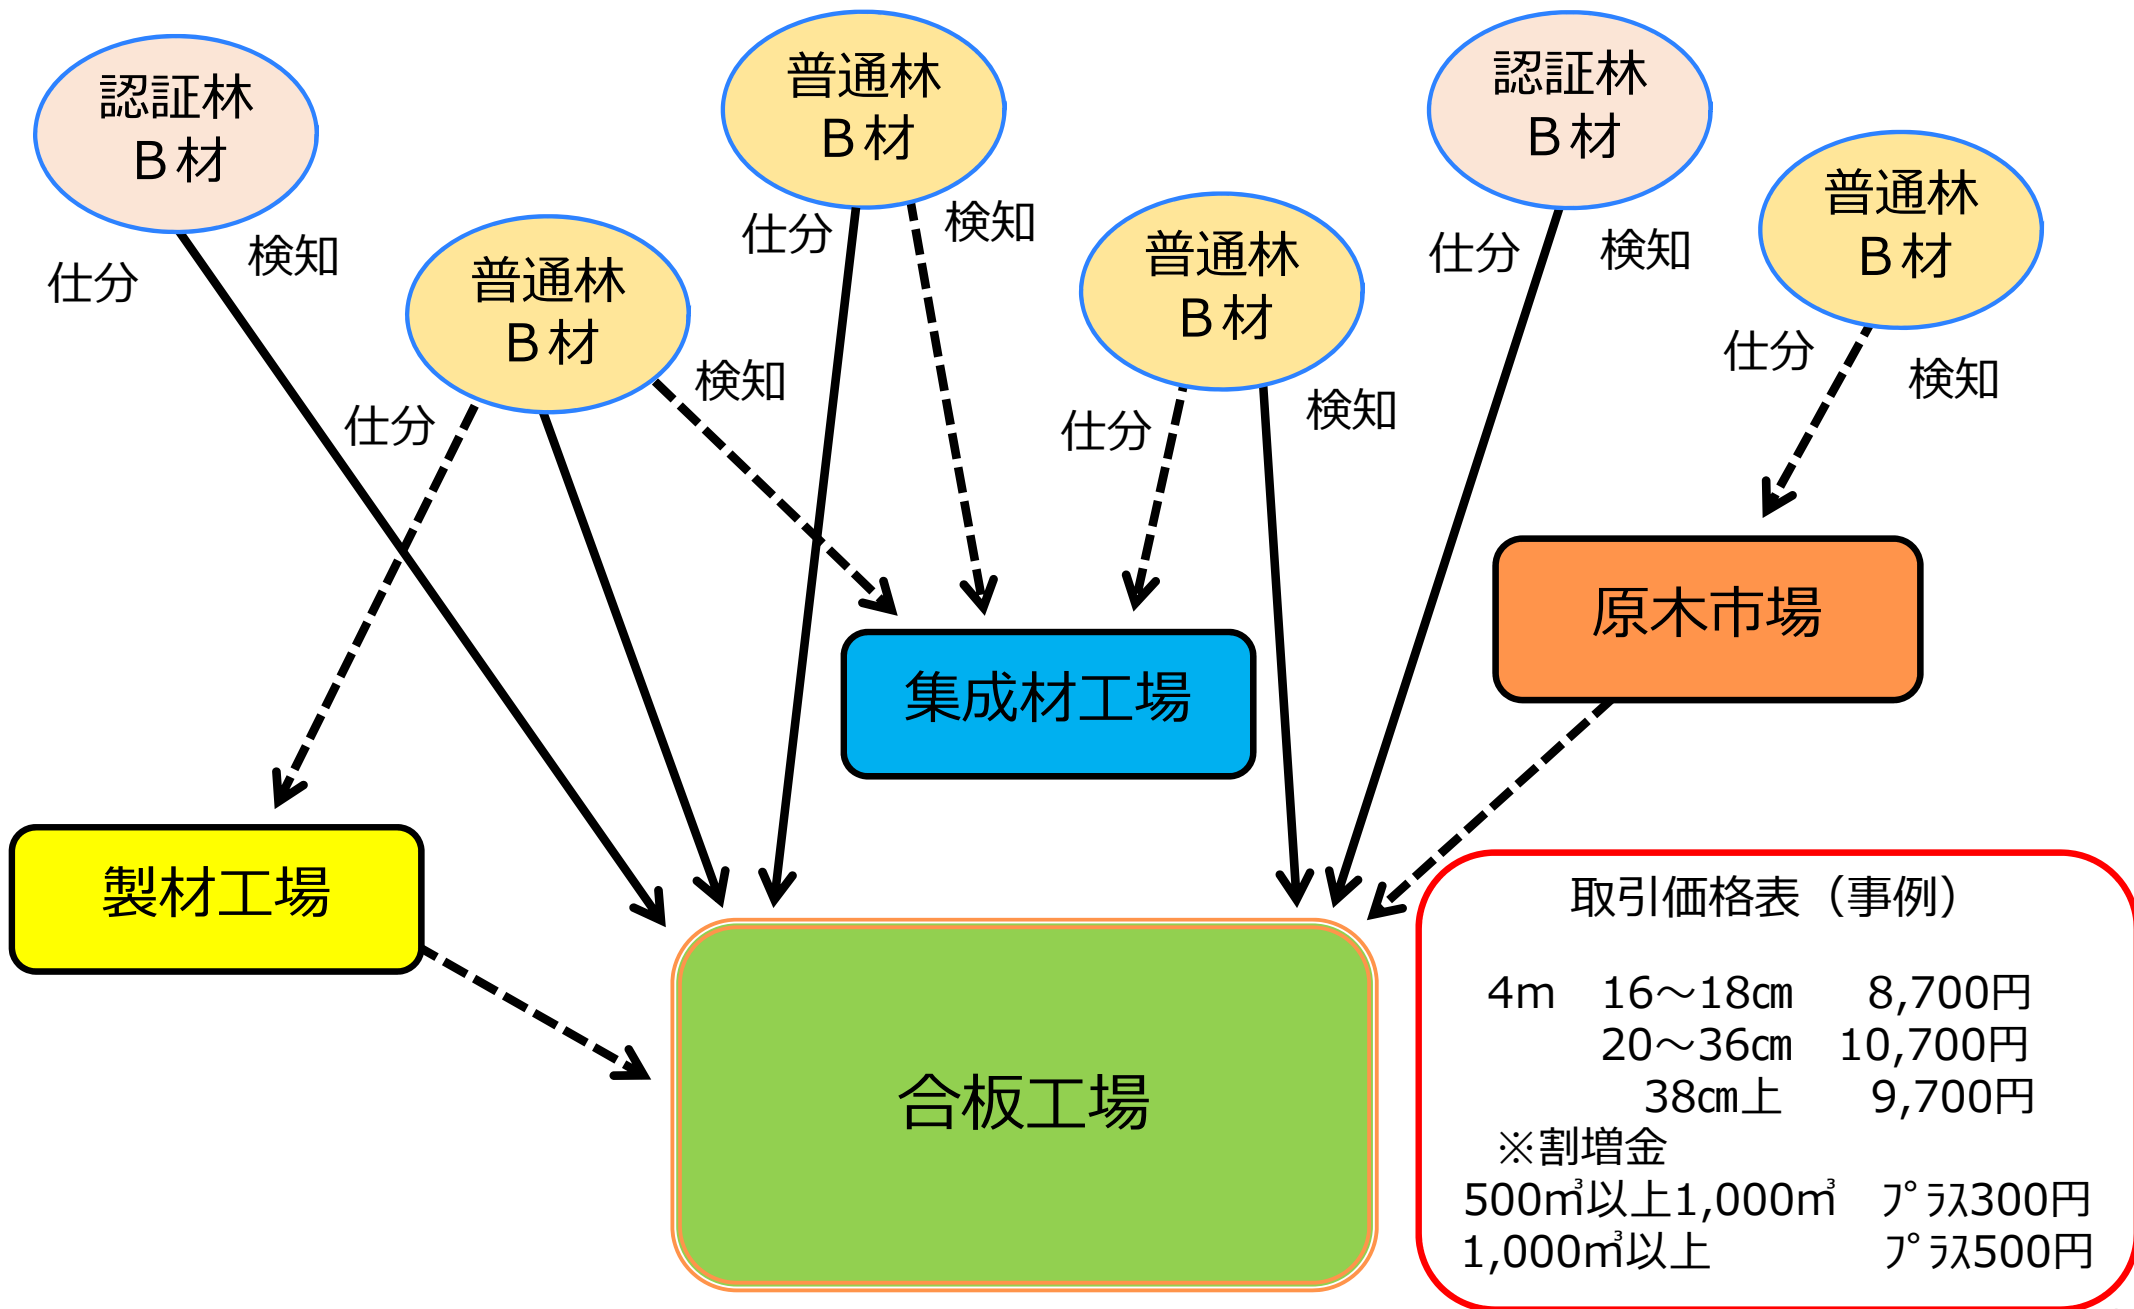 認証林
Ｂ材
仕分
検知
普通林
Ｂ材
仕分
検知
普通林
Ｂ材
仕分
検知
普通林
Ｂ材
仕分
検知
認証林
Ｂ材
仕分
検知
普通林
Ｂ材
仕分
検知
原木市場
集成材工場
製材工場
合板工場
取引価格表（事例）
4m　16～18㎝　8,700円
20～36㎝　10,700円
38㎝上　9,700円
※割増金
500㎥以上1,000㎥　ﾌﾟﾗｽ300円
1,000㎥以上　ﾌﾟﾗｽ500円